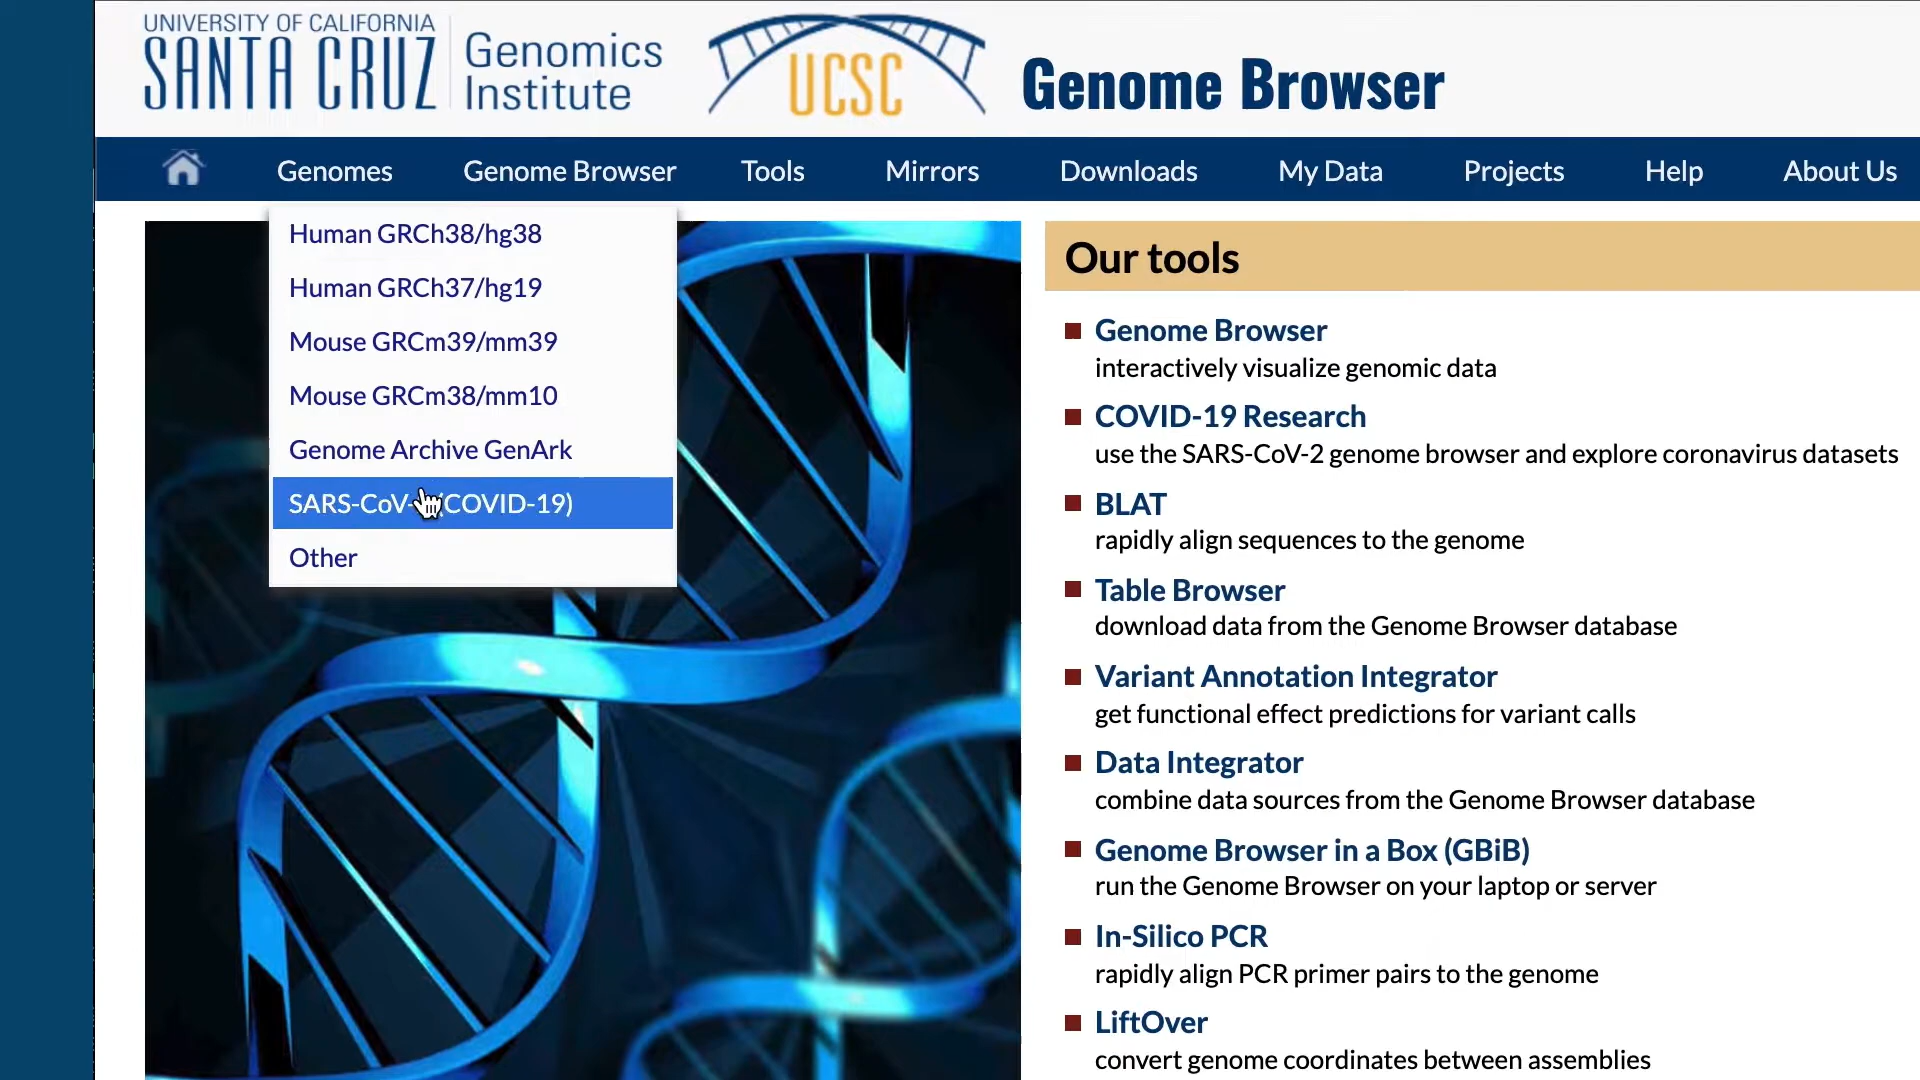 UNIVERSITY OF CALIFORNIA
SANTA CRUZ
Genomics
Institute
UCSC
Genome Browser
Genomes Genome Browser Tools Mirrors Downloads My Data Projects Help About Us
Human GRCh38/hg38
Human GRCh37/hg19
Mouse GRCm39/mm39
Mouse GRCm38/mm10
Genome Archive GenArk
SARS-CoV- (COVID-19)
Other
Our tools
Genome Browser
interactively visualize genomic data
COVID-19 Research
use the SARS-CoV-2 genome browser and explore coronavirus datasets
BLAT
rapidly align sequences to the genome
Table Browser
download data from the Genome Browser database
Variant Annotation Integrator
get functional effect predictions for variant calls
Data Integrator
combine data sources from the Genome Browser database
Genome Browser in a Box (GBiB)
run the Genome Browser on your laptop or server
In-Silico PCR
rapidly align PCR primer pairs to the genome
LiftOver
convert genome coordinates between assemblies